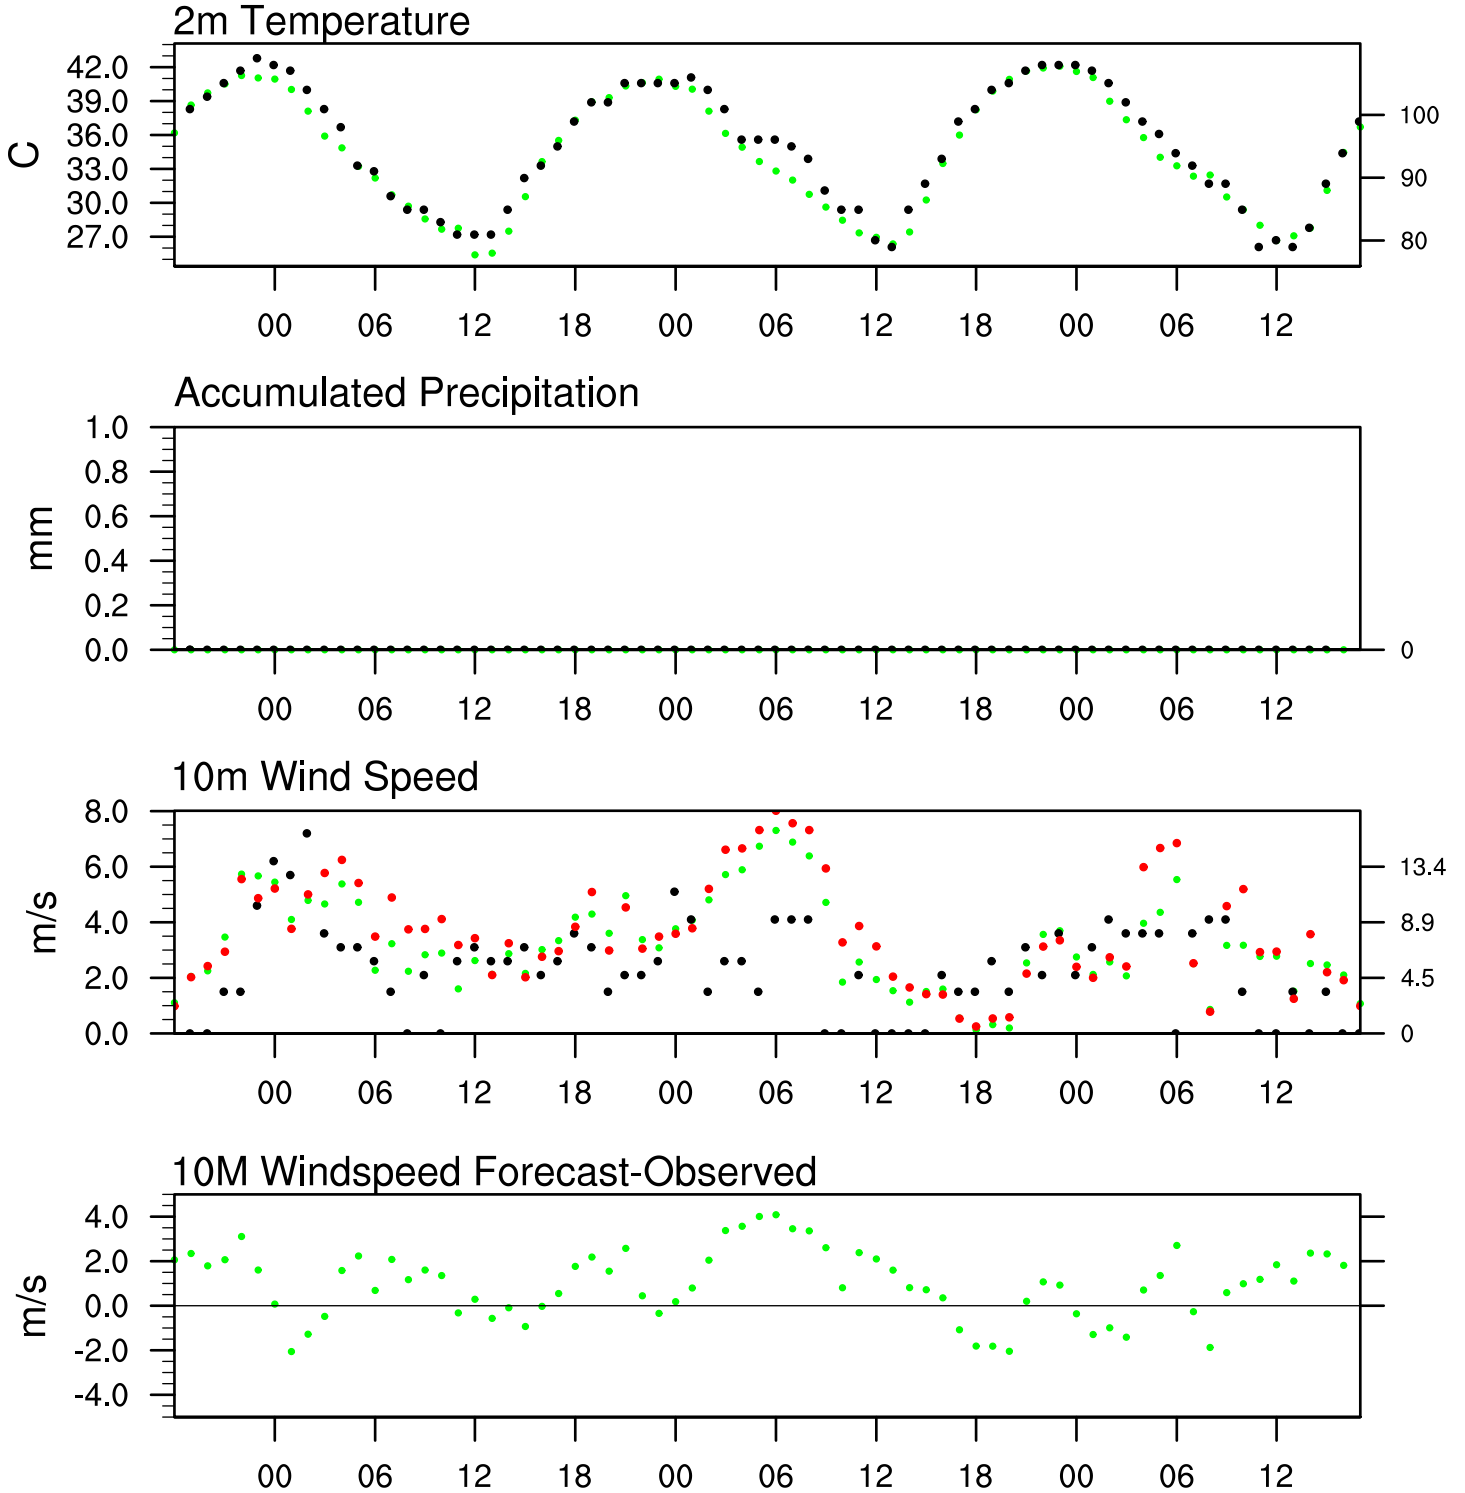 2m Temperature
42.0
39.0
36.0
33.0
30.0
27.0
C
100
90
80
00 06 12 18 00 06 12 18 00 06 12
Accumulated Precipitation
1.0
0.8
0.6
0.4
0.2
0.0
mm
0
00 06 12 18 00 06 12 18 00 06 12
10m Wind Speed
8.0
6.0
4.0
2.0
0.0
m/s
13.4
8.9
4.5
0
00 06 12 18 00 06 12 18 00 06 12
10M Windspeed Forecast-Observed
4.0
2.0
0.0
-2.0
-4.0
m/s
00 06 12 18 00 06 12 18 00 06 12